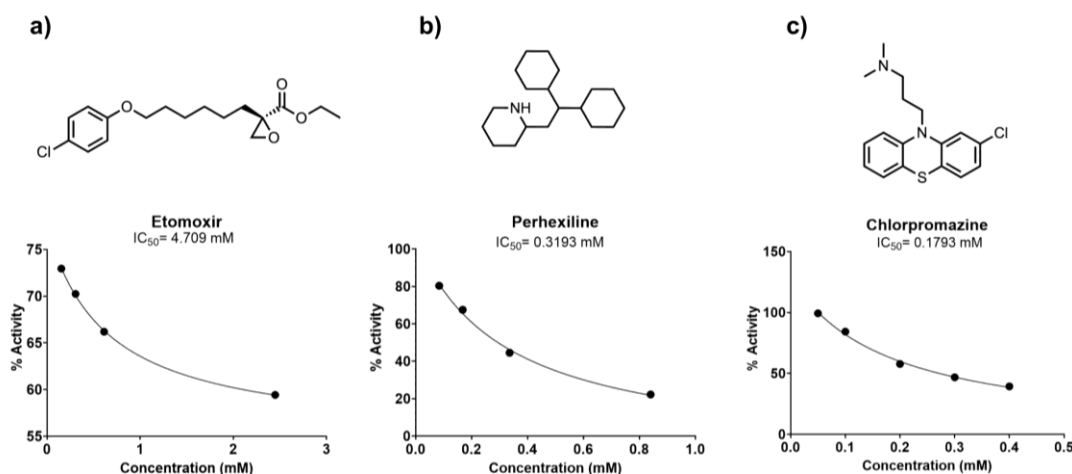 a)
O
O
O
O
Cl
Etomoxir
IC50= 4.709 mM
% Activity
75
70
65
60
55
0
1
2
3
Concentration (mM)
b)
NH
Perhexiline
IC50= 0.3193 mM
% Activity
100
80
60
40
20
0
0.0
0.2
0.4
0.6
0.8
1.0
Concentration (mM)
c)
N
N
Cl
S
Chlorpromazine
IC50= 0.1793 mM
% Activity
150
100
50
0
0.0
0.1
0.2
0.3
0.4
0.5
Concentration (mM)